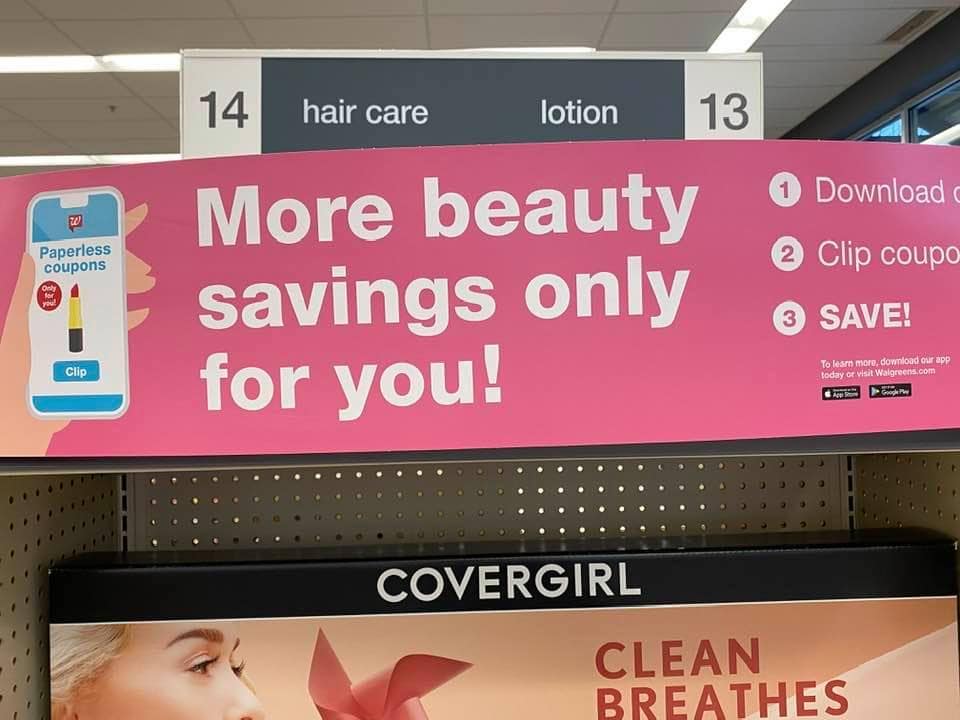 14 hair care lotion 13
More beauty
savings only
for you!
W
Paperless
coupons
Only
for
you!
Clip
1 Download
2 Clip
3 SAVE!
To learn more, download our app
today or visit Walgreens.com
App Store Google Play
COVERGIRL
CLEAN
BREATHES